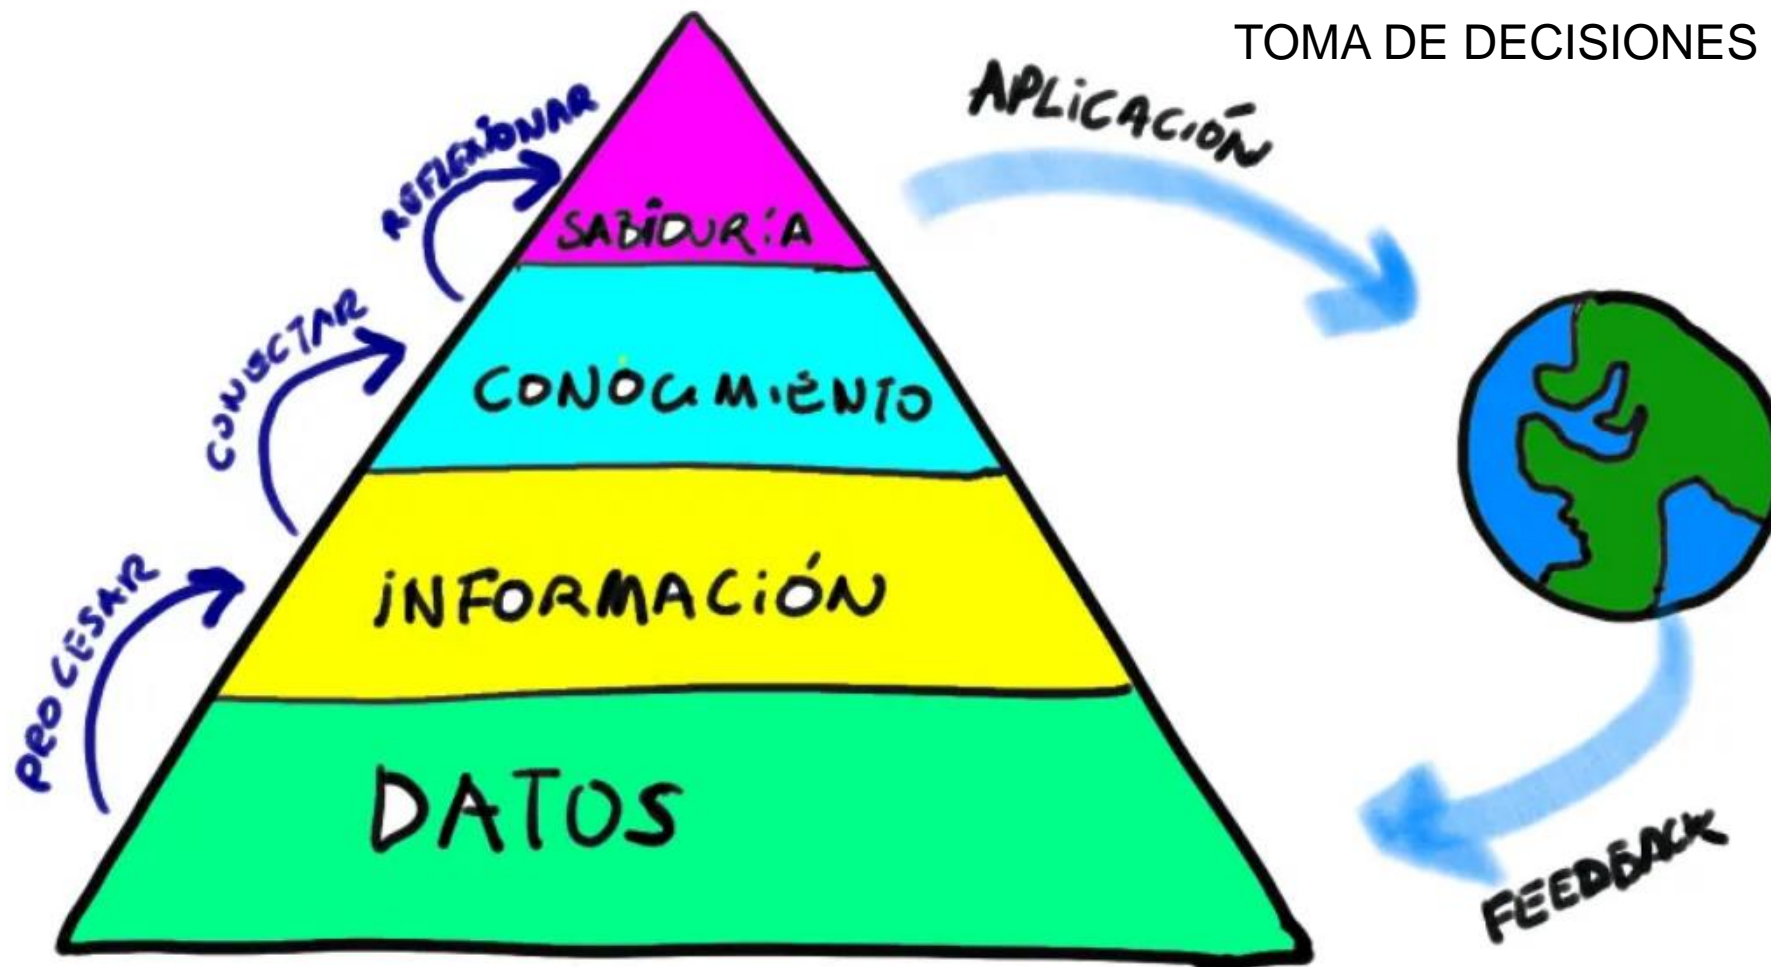 TOMA DE DECISIONES
APLICACIÓN
REFLEXIONAR
SABIDURÍA
CONECTAR
CONOCIMIENTO
PROCESAR
INFORMACIÓN
DATOS
FEEDBACK